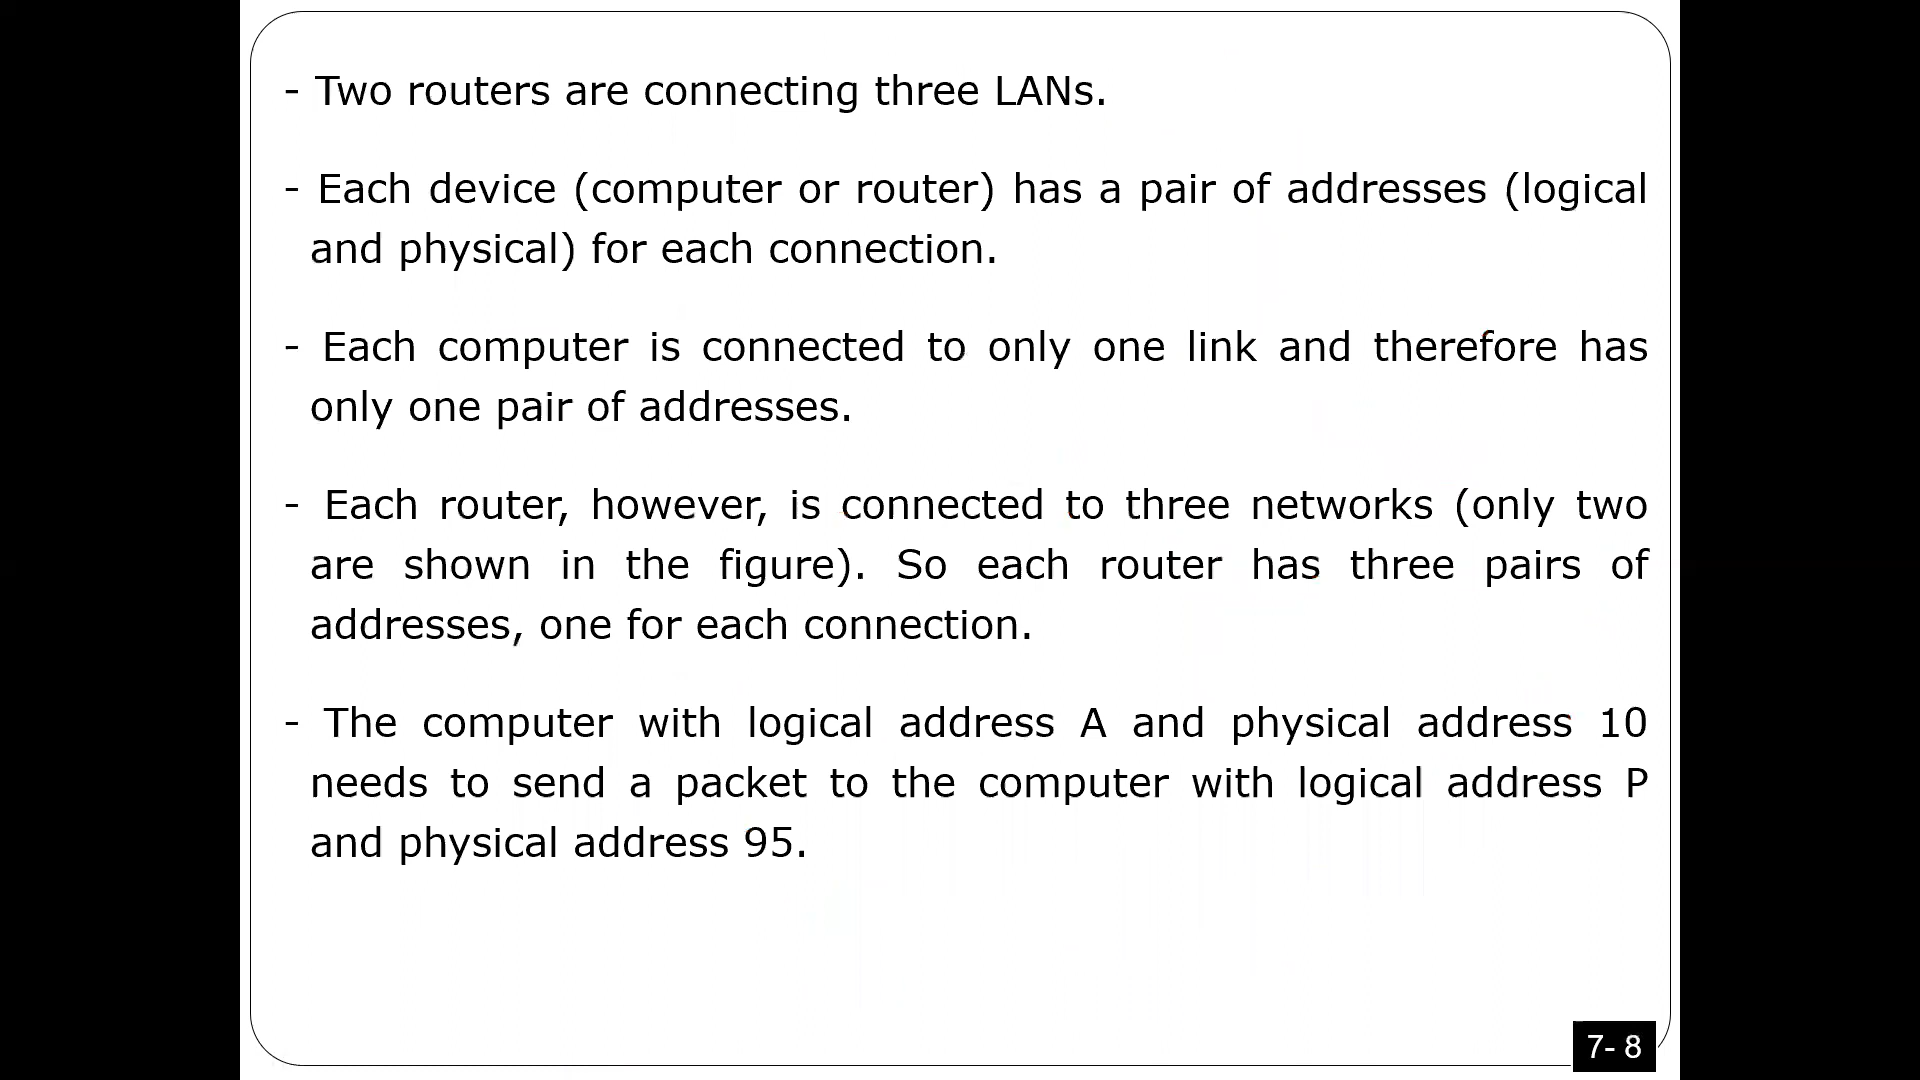 - Two routers are connecting three LANs.
- Each device (computer or router) has a pair of addresses (logical
and physical) for each connection.
- Each computer is connected to only one link and therefore has
only one pair of addresses.
- Each router, however, is connected to three networks (only two
are shown in the figure). So each router has three pairs of
addresses, one for each connection.
- The computer with logical address A and physical address 10
needs to send a packet to the computer with logical address P
and physical address 95.
7- 8